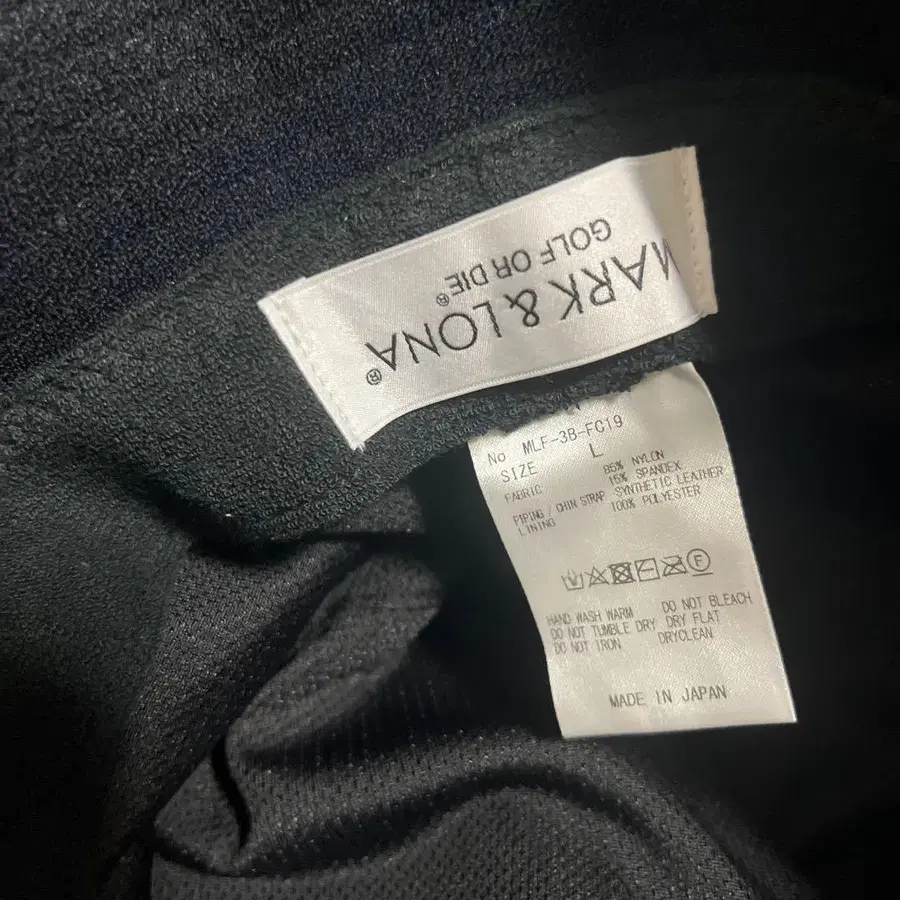 MARK & LONA®
GOLF OR DIE®
No MLF-3B-FC19
SIZE L
FABRIC 85% NYLON
15% SPANDEX
PIPING / CHIN STRAP SYNTHETIC LEATHER
LINING 100% POLYESTER
F
HAND WASH WARM DO NOT BLEACH
DO NOT TUMBLE DRY DRY FLAT
DO NOT IRON DRYCLEAN
MADE IN JAPAN